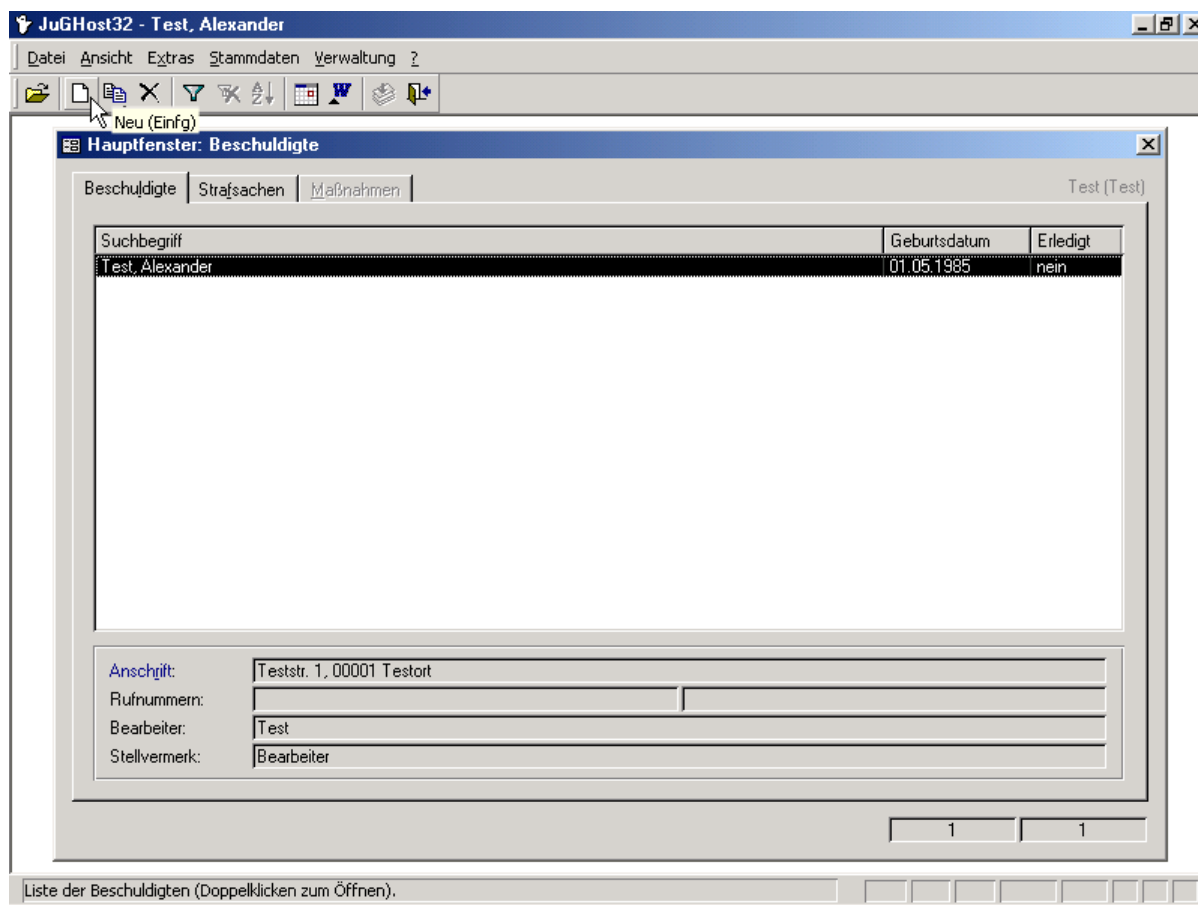 JuGHost32 - Test, Alexander
Datei Ansicht Extras Stammdaten Verwaltung ?
Neu (Einfg)
Hauptfenster: Beschuldigte
Beschuldigte Strafsachen Maßnahmen Test (Test)
Suchbegriff Geburtsdatum Erledigt
Test, Alexander 01.05.1985 nein
Anschrift: Teststr. 1, 00001 Testort
Rufnummern:
Bearbeiter: Test
Stellvermerk: Bearbeiter
1 1
Liste der Beschuldigten (Doppelklicken zum Öffnen).